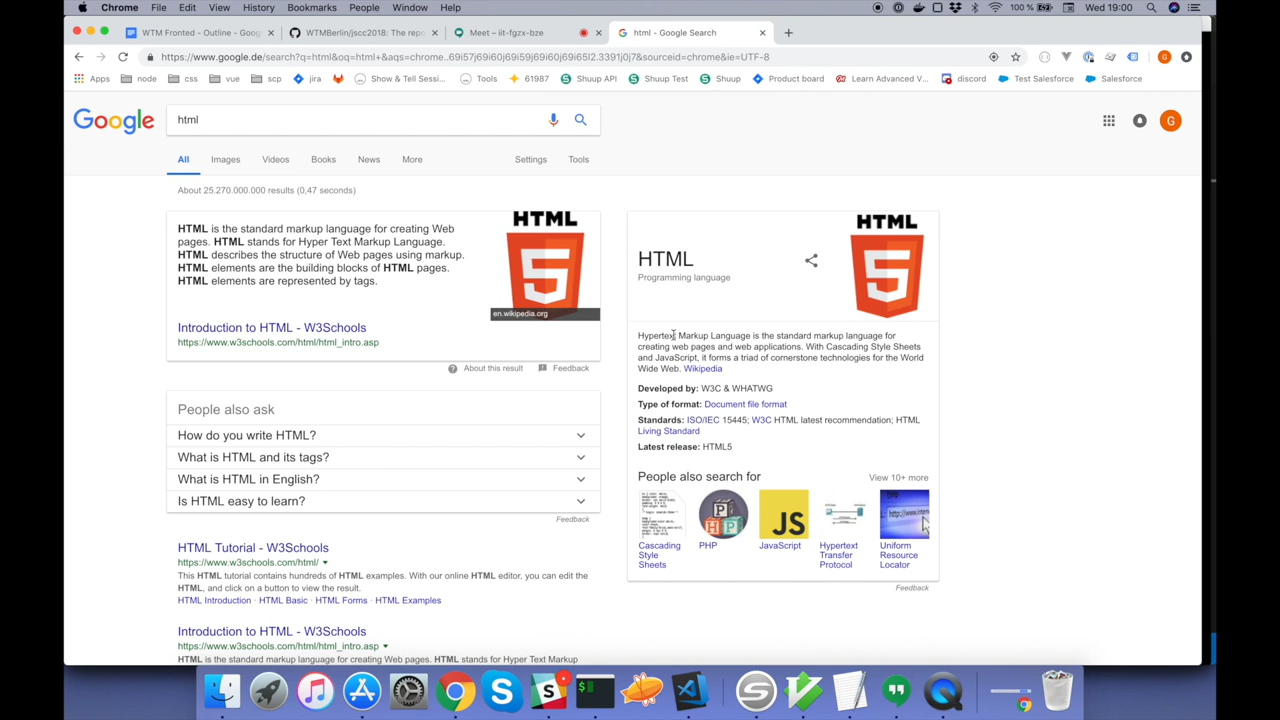 Chrome File Edit View History Bookmarks People Window Help 100 % Wed 19:00
WTM Fronted - Outline - Goog
WTMBerlin/jscc2018: The repo
Meet – iit-fgzx-bze
html - Google Search
https://www.google.de/search?q=html&oq=html+&aqs=chrome..69i57j69i60j69i59j69i60j69i60j69i65l2.3391j0j7&sourceid=chrome&ie=UTF-8
Apps node css vue scp jira Show & Tell Sessi... Tools 61987 Shuup API Shuup Test Shuup Product board Learn Advanced V... discord Test Salesforce Salesforce
Google
html
G
All Images Videos Books News More Settings Tools
About 25.270.000.000 results (0,47 seconds)
HTML is the standard markup language for creating Web
pages. HTML stands for Hyper Text Markup Language.
HTML describes the structure of Web pages using markup.
HTML elements are the building blocks of HTML pages.
HTML elements are represented by tags.
HTML
5
en.wikipedia.org
Introduction to HTML - W3Schools
https://www.w3schools.com/html/html_intro.asp
About this result Feedback
People also ask
How do you write HTML?
What is HTML and its tags?
What is HTML in English?
Is HTML easy to learn?
Feedback
HTML Tutorial - W3Schools
https://www.w3schools.com/html/
This HTML tutorial contains hundreds of HTML examples. With our online HTML editor, you can edit the
HTML, and click on a button to view the result.
HTML Introduction · HTML Basic · HTML Forms · HTML Examples
Introduction to HTML - W3Schools
https://www.w3schools.com/html/html_intro.asp
HTML is the standard markup language for creating Web pages. HTML stands for Hyper Text Markup
HTML
Programming language
HTML
5
Hypertext Markup Language is the standard markup language for
creating web pages and web applications. With Cascading Style Sheets
and JavaScript, it forms a triad of cornerstone technologies for the World
Wide Web. Wikipedia
Developed by: W3C & WHATWG
Type of format: Document file format
Standards: ISO/IEC 15445; W3C HTML latest recommendation; HTML
Living Standard
Latest release: HTML5
People also search for
View 10+ more
PHP
JS
http://www.
Cascading
Style
Sheets
PHP
JavaScript
Hypertext
Transfer
Protocol
Uniform
Resource
Locator
Feedback